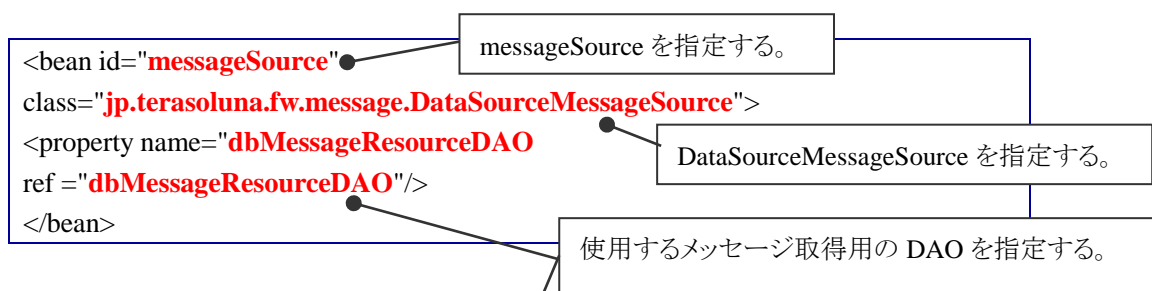 <bean id="messageSource"
messageSource を指定する。
class="jp.terasoluna.fw.message.DataSourceMessageSource">
<property name="dbMessageResourceDAO
DataSourceMessageSource を指定する。
ref ="dbMessageResourceDAO"/>
</bean>
使用するメッセージ取得用の DAO を指定する。